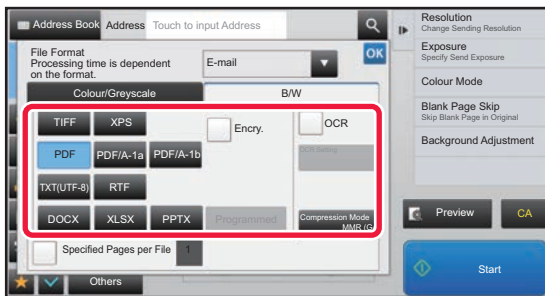 Address Book
Address
Touch to input Address
File Format
Processing time is dependent
on the format.
E-mail
OK
Colour/Greyscale
B/W
TIFF
XPS
Encry.
OCR
PDF
PDF/A-1a
PDF/A-1b
OCR Setting
TXT(UTF-8)
RTF
DOCX
XLSX
PPTX
Programmed
Compression Mode
MMR (G
Specified Pages per File
1
Others
Resolution
Change Sending Resolution
Exposure
Specify Send Exposure
Colour Mode
Blank Page Skip
Skip Blank Page in Original
Background Adjustment
Preview
CA
Start